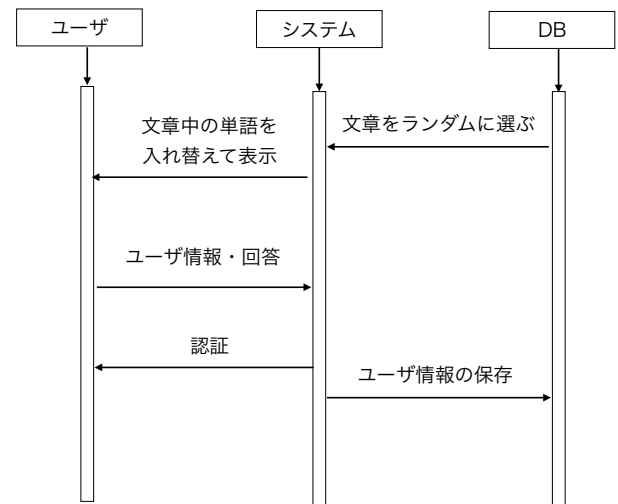 ユーザ
システム
DB
文章中の単語を
入れ替えて表示
文章をランダムに選ぶ
ユーザ情報・回答
認証
ユーザ情報の保存